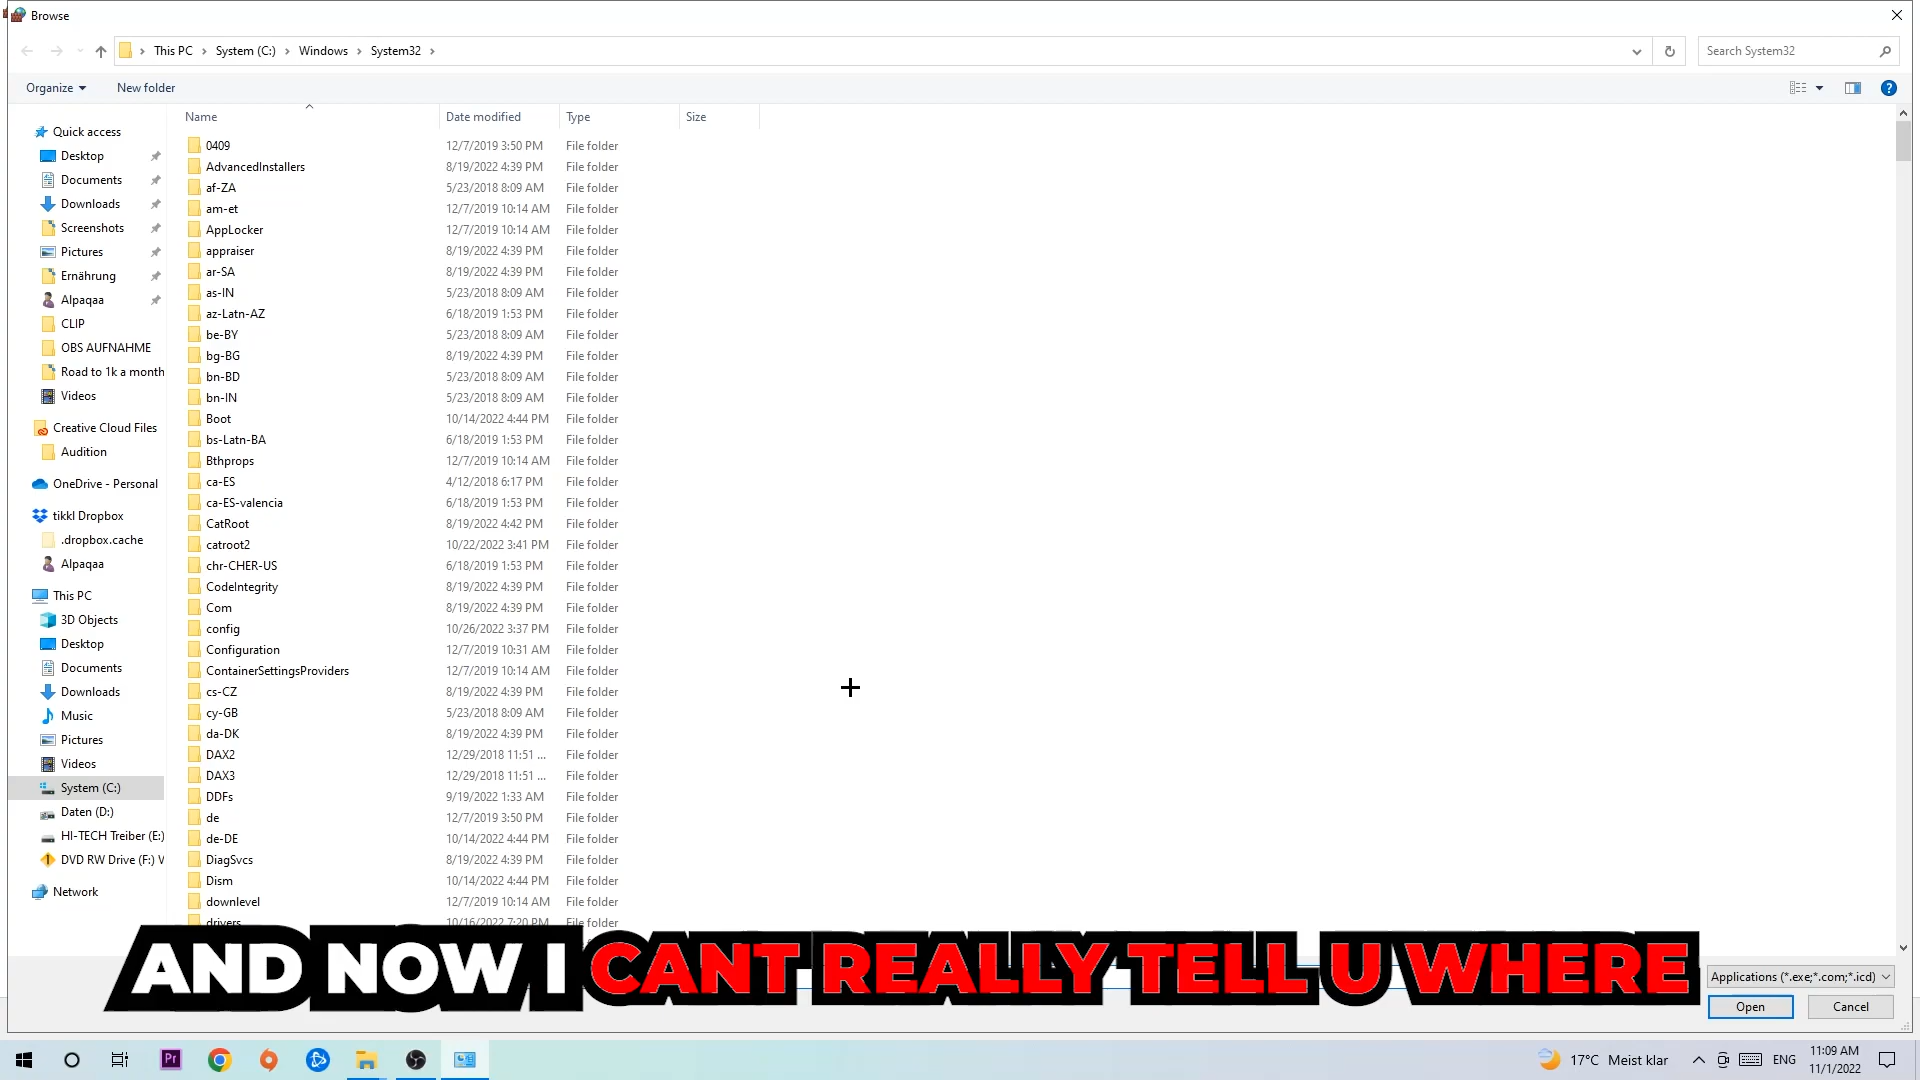 Browse
This PC > System (C:) > Windows > System32 >
Search System32
Organize
New folder
Name Date modified Type Size
Quick access
Desktop
Documents
Downloads
Screenshots
Pictures
Ernährung
Alpaqaa
CLIP
OBS AUFNAHME
Road to 1k a month
Videos
Creative Cloud Files
Audition
OneDrive - Personal
tikkl Dropbox
.dropbox.cache
Alpaqaa
This PC
3D Objects
Desktop
Documents
Downloads
Music
Pictures
Videos
System (C:)
Daten (D:)
HI-TECH Treiber (E:)
DVD RW Drive (F:) V
Network
0409 12/7/2019 3:50 PM File folder
AdvancedInstallers 8/19/2022 4:39 PM File folder
af-ZA 5/23/2018 8:09 AM File folder
am-et 12/7/2019 10:14 AM File folder
AppLocker 12/7/2019 10:14 AM File folder
appraiser 8/19/2022 4:39 PM File folder
ar-SA 8/19/2022 4:39 PM File folder
as-IN 5/23/2018 8:09 AM File folder
az-Latn-AZ 6/18/2019 1:53 PM File folder
be-BY 5/23/2018 8:09 AM File folder
bg-BG 8/19/2022 4:39 PM File folder
bn-BD 5/23/2018 8:09 AM File folder
bn-IN 5/23/2018 8:09 AM File folder
Boot 10/14/2022 4:44 PM File folder
bs-Latn-BA 6/18/2019 1:53 PM File folder
Bthprops 12/7/2019 10:14 AM File folder
ca-ES 4/12/2018 6:17 PM File folder
ca-ES-valencia 6/18/2019 1:53 PM File folder
CatRoot 8/19/2022 4:42 PM File folder
catroot2 10/22/2022 3:41 PM File folder
chr-CHER-US 6/18/2019 1:53 PM File folder
CodeIntegrity 8/19/2022 4:39 PM File folder
Com 8/19/2022 4:39 PM File folder
config 10/26/2022 3:37 PM File folder
Configuration 12/7/2019 10:31 AM File folder
ContainerSettingsProviders 12/7/2019 10:14 AM File folder
cs-CZ 8/19/2022 4:39 PM File folder
cy-GB 5/23/2018 8:09 AM File folder
da-DK 8/19/2022 4:39 PM File folder
DAX2 12/29/2018 11:51 ... File folder
DAX3 12/29/2018 11:51 ... File folder
DDFs 9/19/2022 1:33 AM File folder
de 12/7/2019 3:50 PM File folder
de-DE 10/14/2022 4:44 PM File folder
DiagSvcs 8/19/2022 4:39 PM File folder
Dism 10/14/2022 4:44 PM File folder
downlevel 12/7/2019 10:14 AM File folder
drivers 10/16/2022 7:20 PM File folder
AND NOW I CANT REALLY TELL U WHERE
Applications (*.exe;*.com;*.icd)
Open
Cancel
Pr
17°C Meist klar
ENG
11:09 AM
11/1/2022